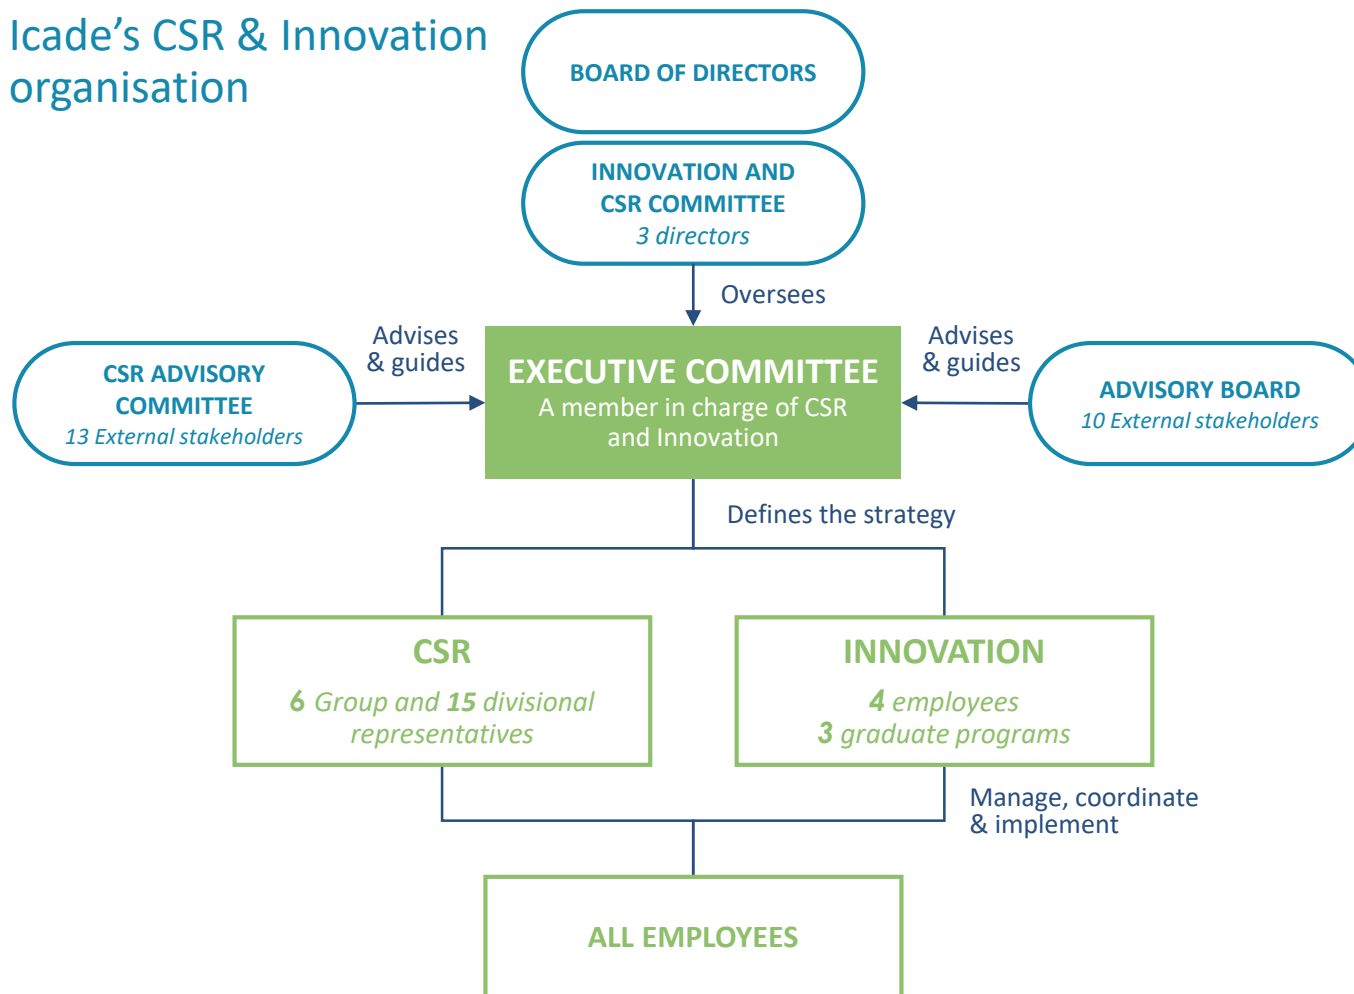 Icade's CSR & Innovation
organisation
BOARD OF DIRECTORS
INNOVATION AND
CSR COMMITTEE
3 directors
Oversees
Advises
& guides
Advises
& guides
CSR ADVISORY
COMMITTEE
13 External stakeholders
EXECUTIVE COMMITTEE
A member in charge of CSR
and Innovation
ADVISORY BOARD
10 External stakeholders
Defines the strategy
CSR
6 Group and 15 divisional
representatives
INNOVATION
4 employees
3 graduate programs
Manage, coordinate
& implement
ALL EMPLOYEES